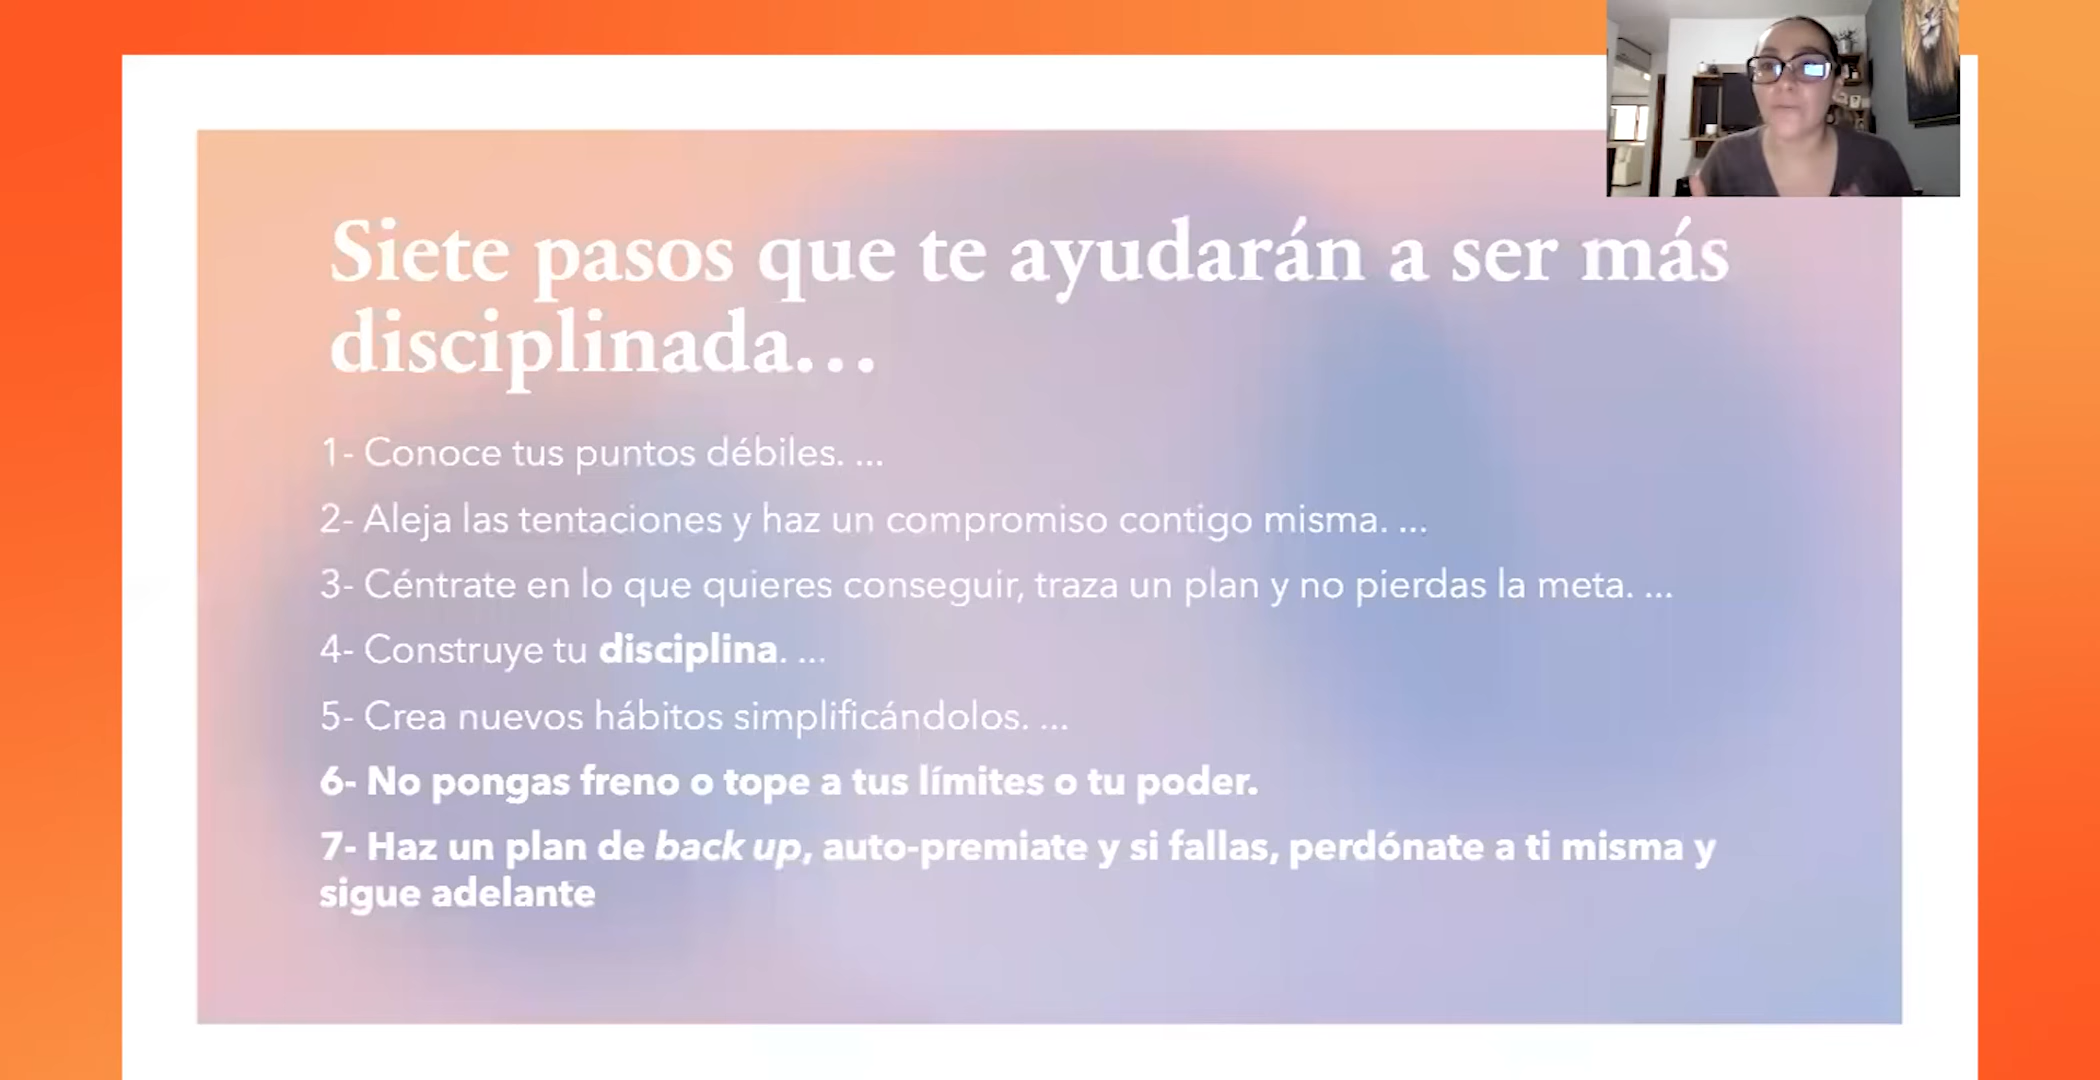 Siete pasos que te ayudarán a ser más
disciplinada...
1- Conoce tus puntos débiles. ...
2- Aleja las tentaciones y haz un compromiso contigo misma. ...
3- Céntrate en lo que quieres conseguir, traza un plan y no pierdas la meta. ...
4- Construye tu disciplina. ...
5- Crea nuevos hábitos simplificándolos. ...
6- No pongas freno o tope a tus límites o tu poder.
7- Haz un plan de back up, auto-premiate y si fallas, perdónate a ti misma y
sigue adelante